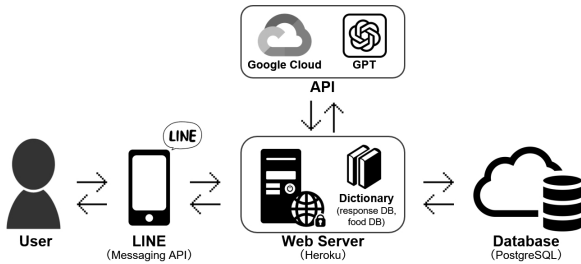 Google Cloud
GPT
API
LINE
Dictionary
(response DB,
food DB)
User
LINE
(Messaging API)
Web Server
(Heroku)
Database
(PostgreSQL)